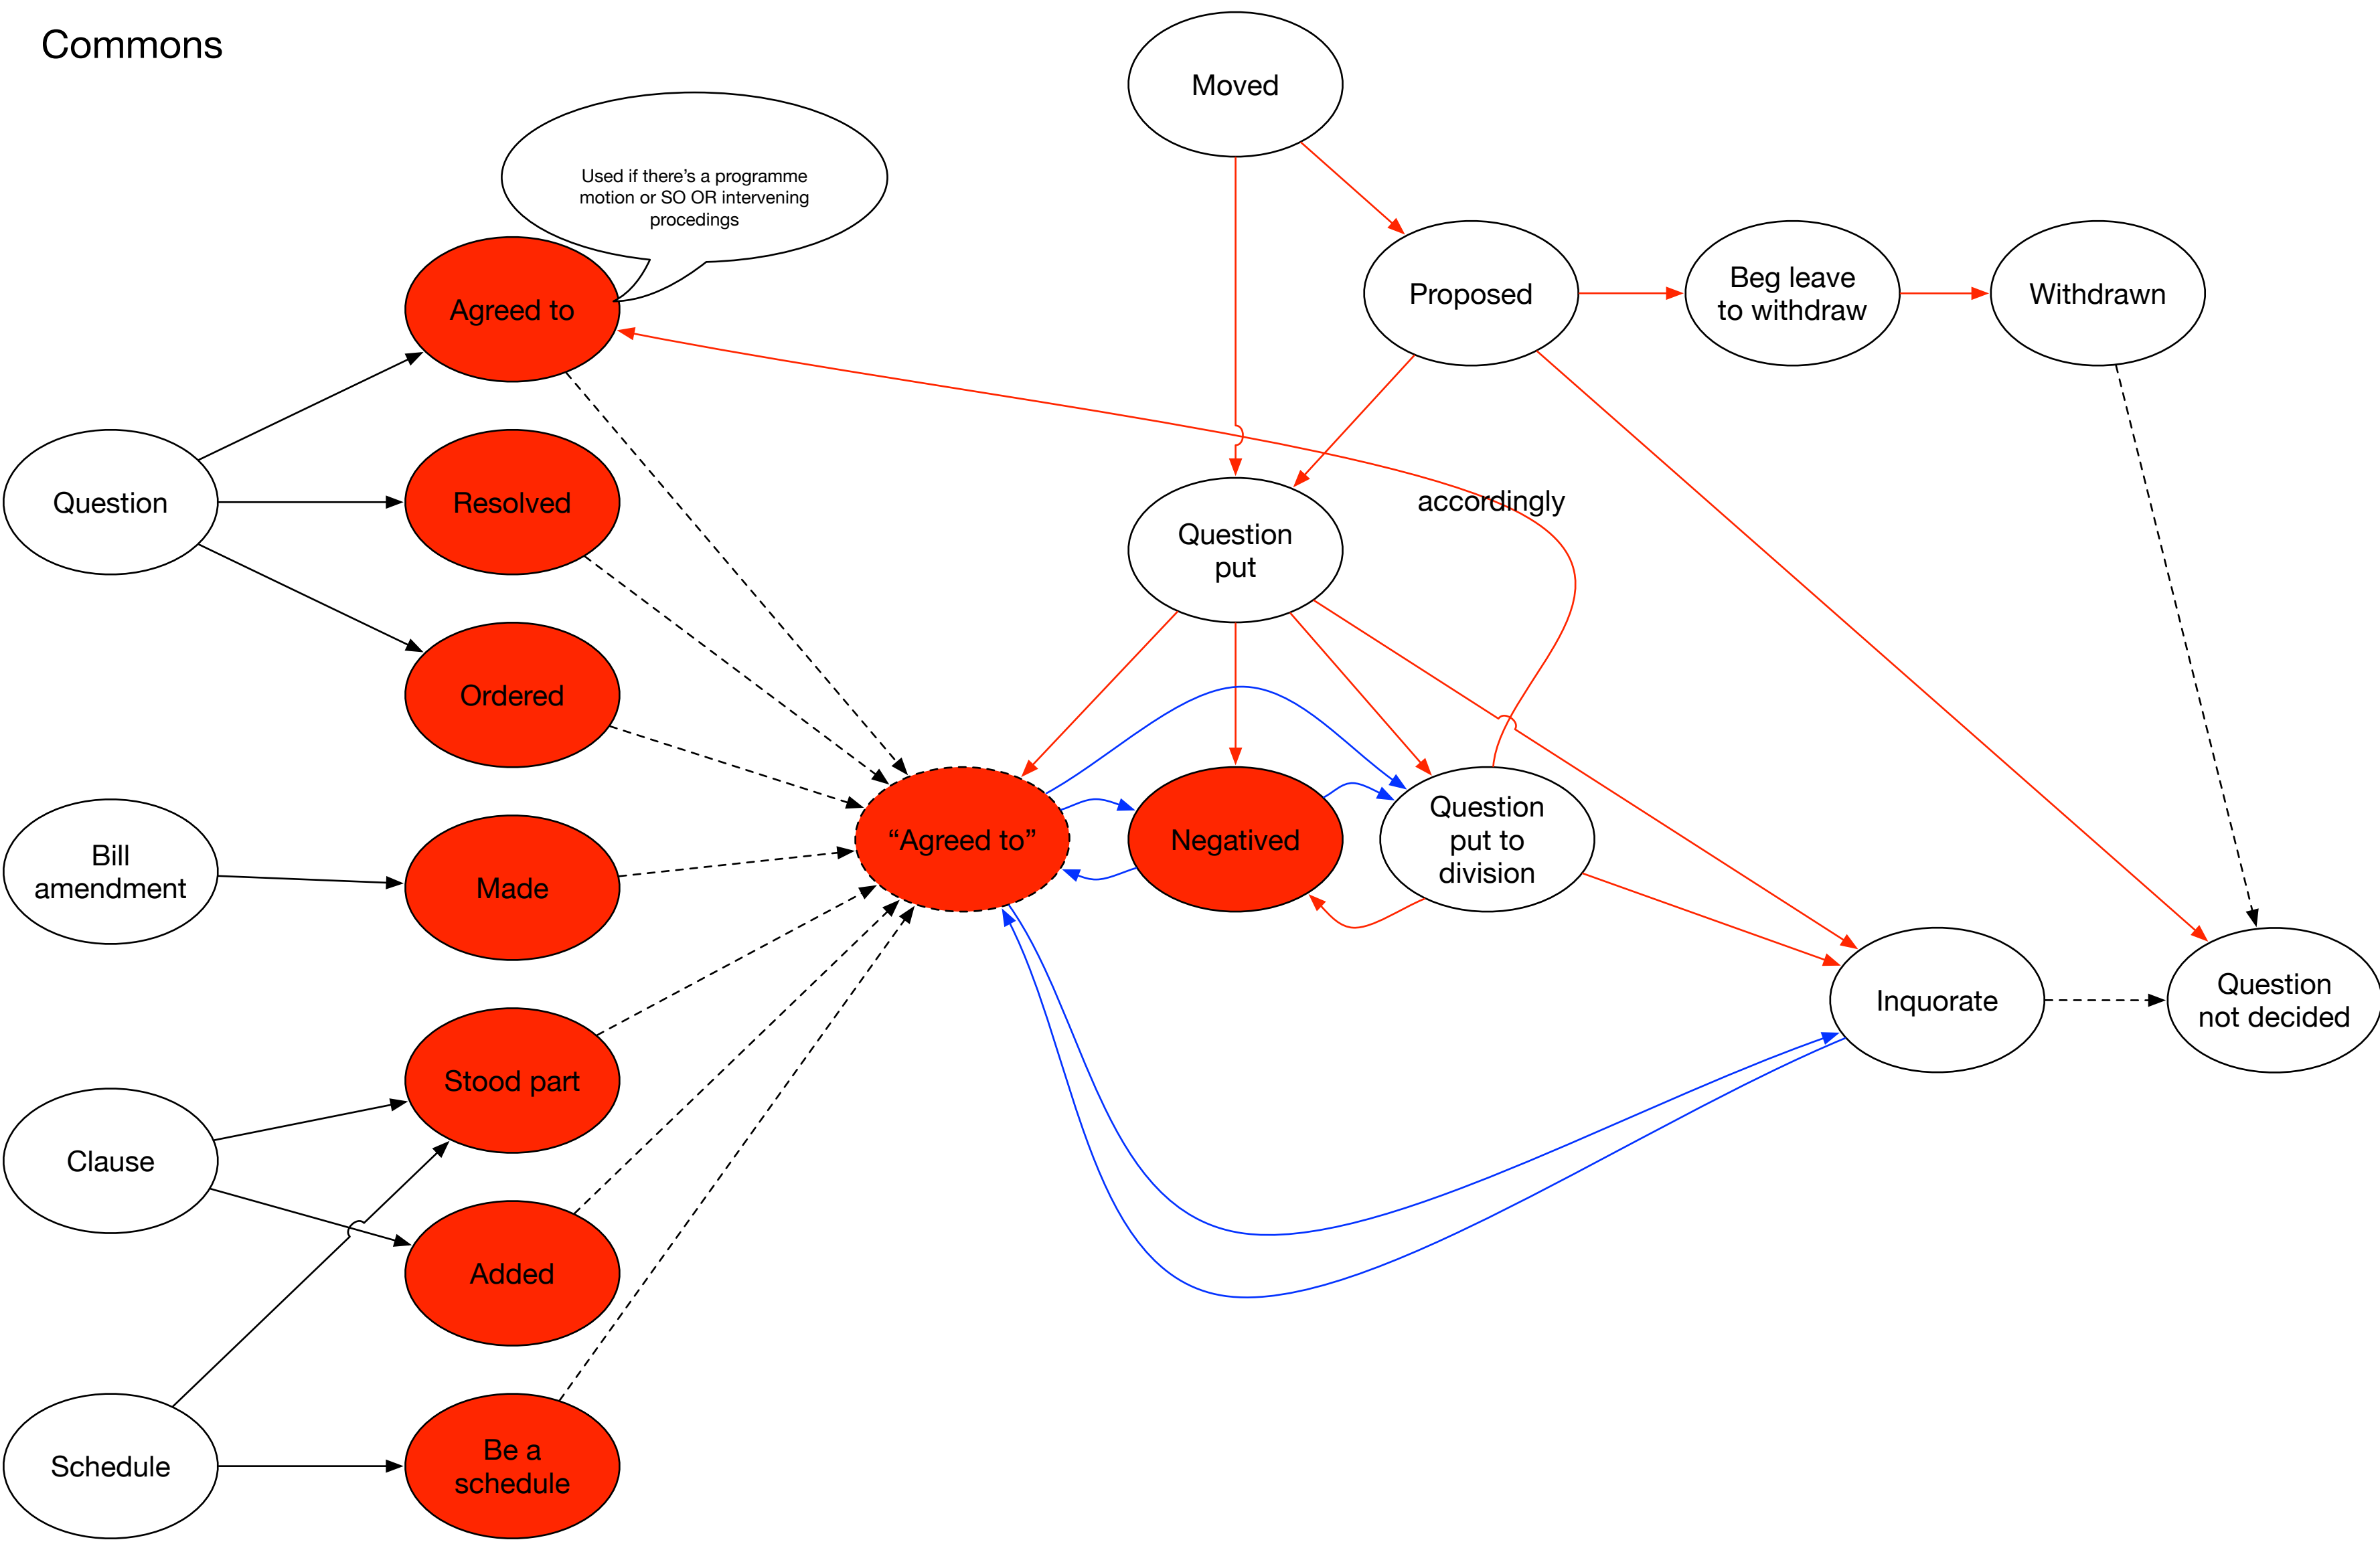 Commons
Moved
Used if there’s a programme
motion or SO OR intervening
procedings
Agreed to
Proposed
Beg leave
to withdraw
Withdrawn
Question
Resolved
accordingly
Question
put
Ordered
“Agreed to”
Negatived
Question
put to
division
Bill
amendment
Made
Inquorate
Question
not decided
Stood part
Clause
Added
Schedule
Be a
schedule